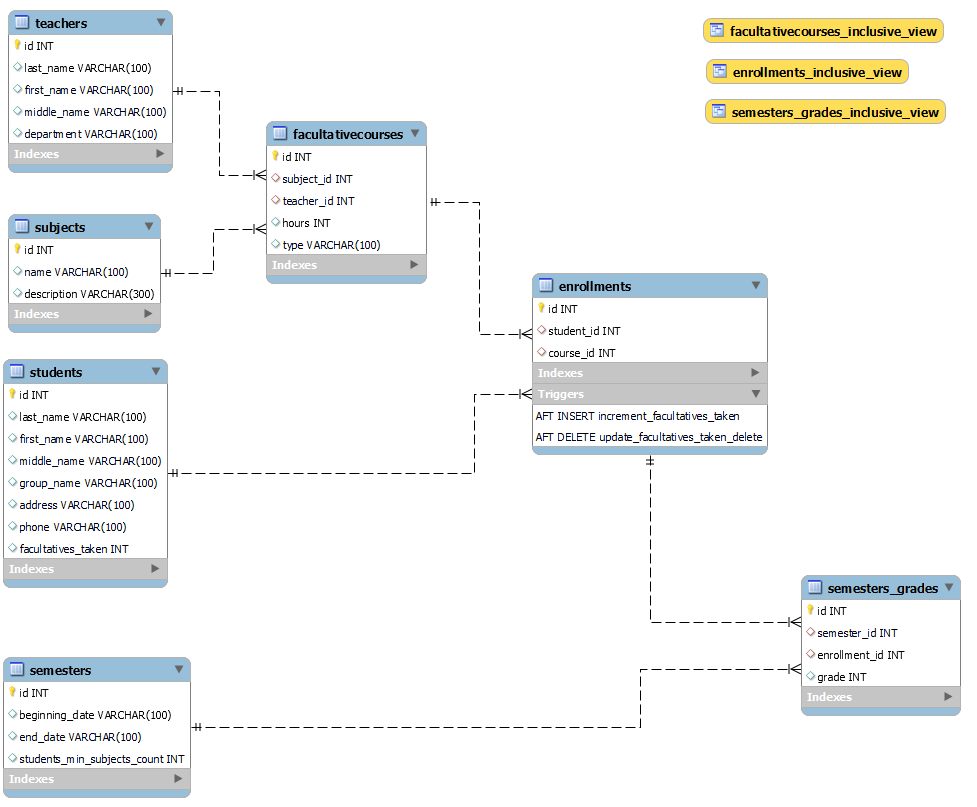 teachers
id INT
last_name VARCHAR(100)
first_name VARCHAR(100)
middle_name VARCHAR(100)
department VARCHAR(100)
Indexes
subjects
id INT
name VARCHAR(100)
description VARCHAR(300)
Indexes
students
id INT
last_name VARCHAR(100)
first_name VARCHAR(100)
middle_name VARCHAR(100)
group_name VARCHAR(100)
address VARCHAR(100)
phone VARCHAR(100)
facultatives_taken INT
Indexes
semesters
id INT
beginning_date VARCHAR(100)
end_date VARCHAR(100)
students_min_subjects_count INT
Indexes
facultativecourses
id INT
subject_id INT
teacher_id INT
hours INT
type VARCHAR(100)
Indexes
enrollments
id INT
student_id INT
course_id INT
Indexes
Triggers
AFT INSERT increment_facultatives_taken
AFT DELETE update_facultatives_taken_delete
semesters_grades
id INT
semester_id INT
enrollment_id INT
grade INT
Indexes
facultativecourses_inclusive_view
enrollments_inclusive_view
semesters_grades_inclusive_view